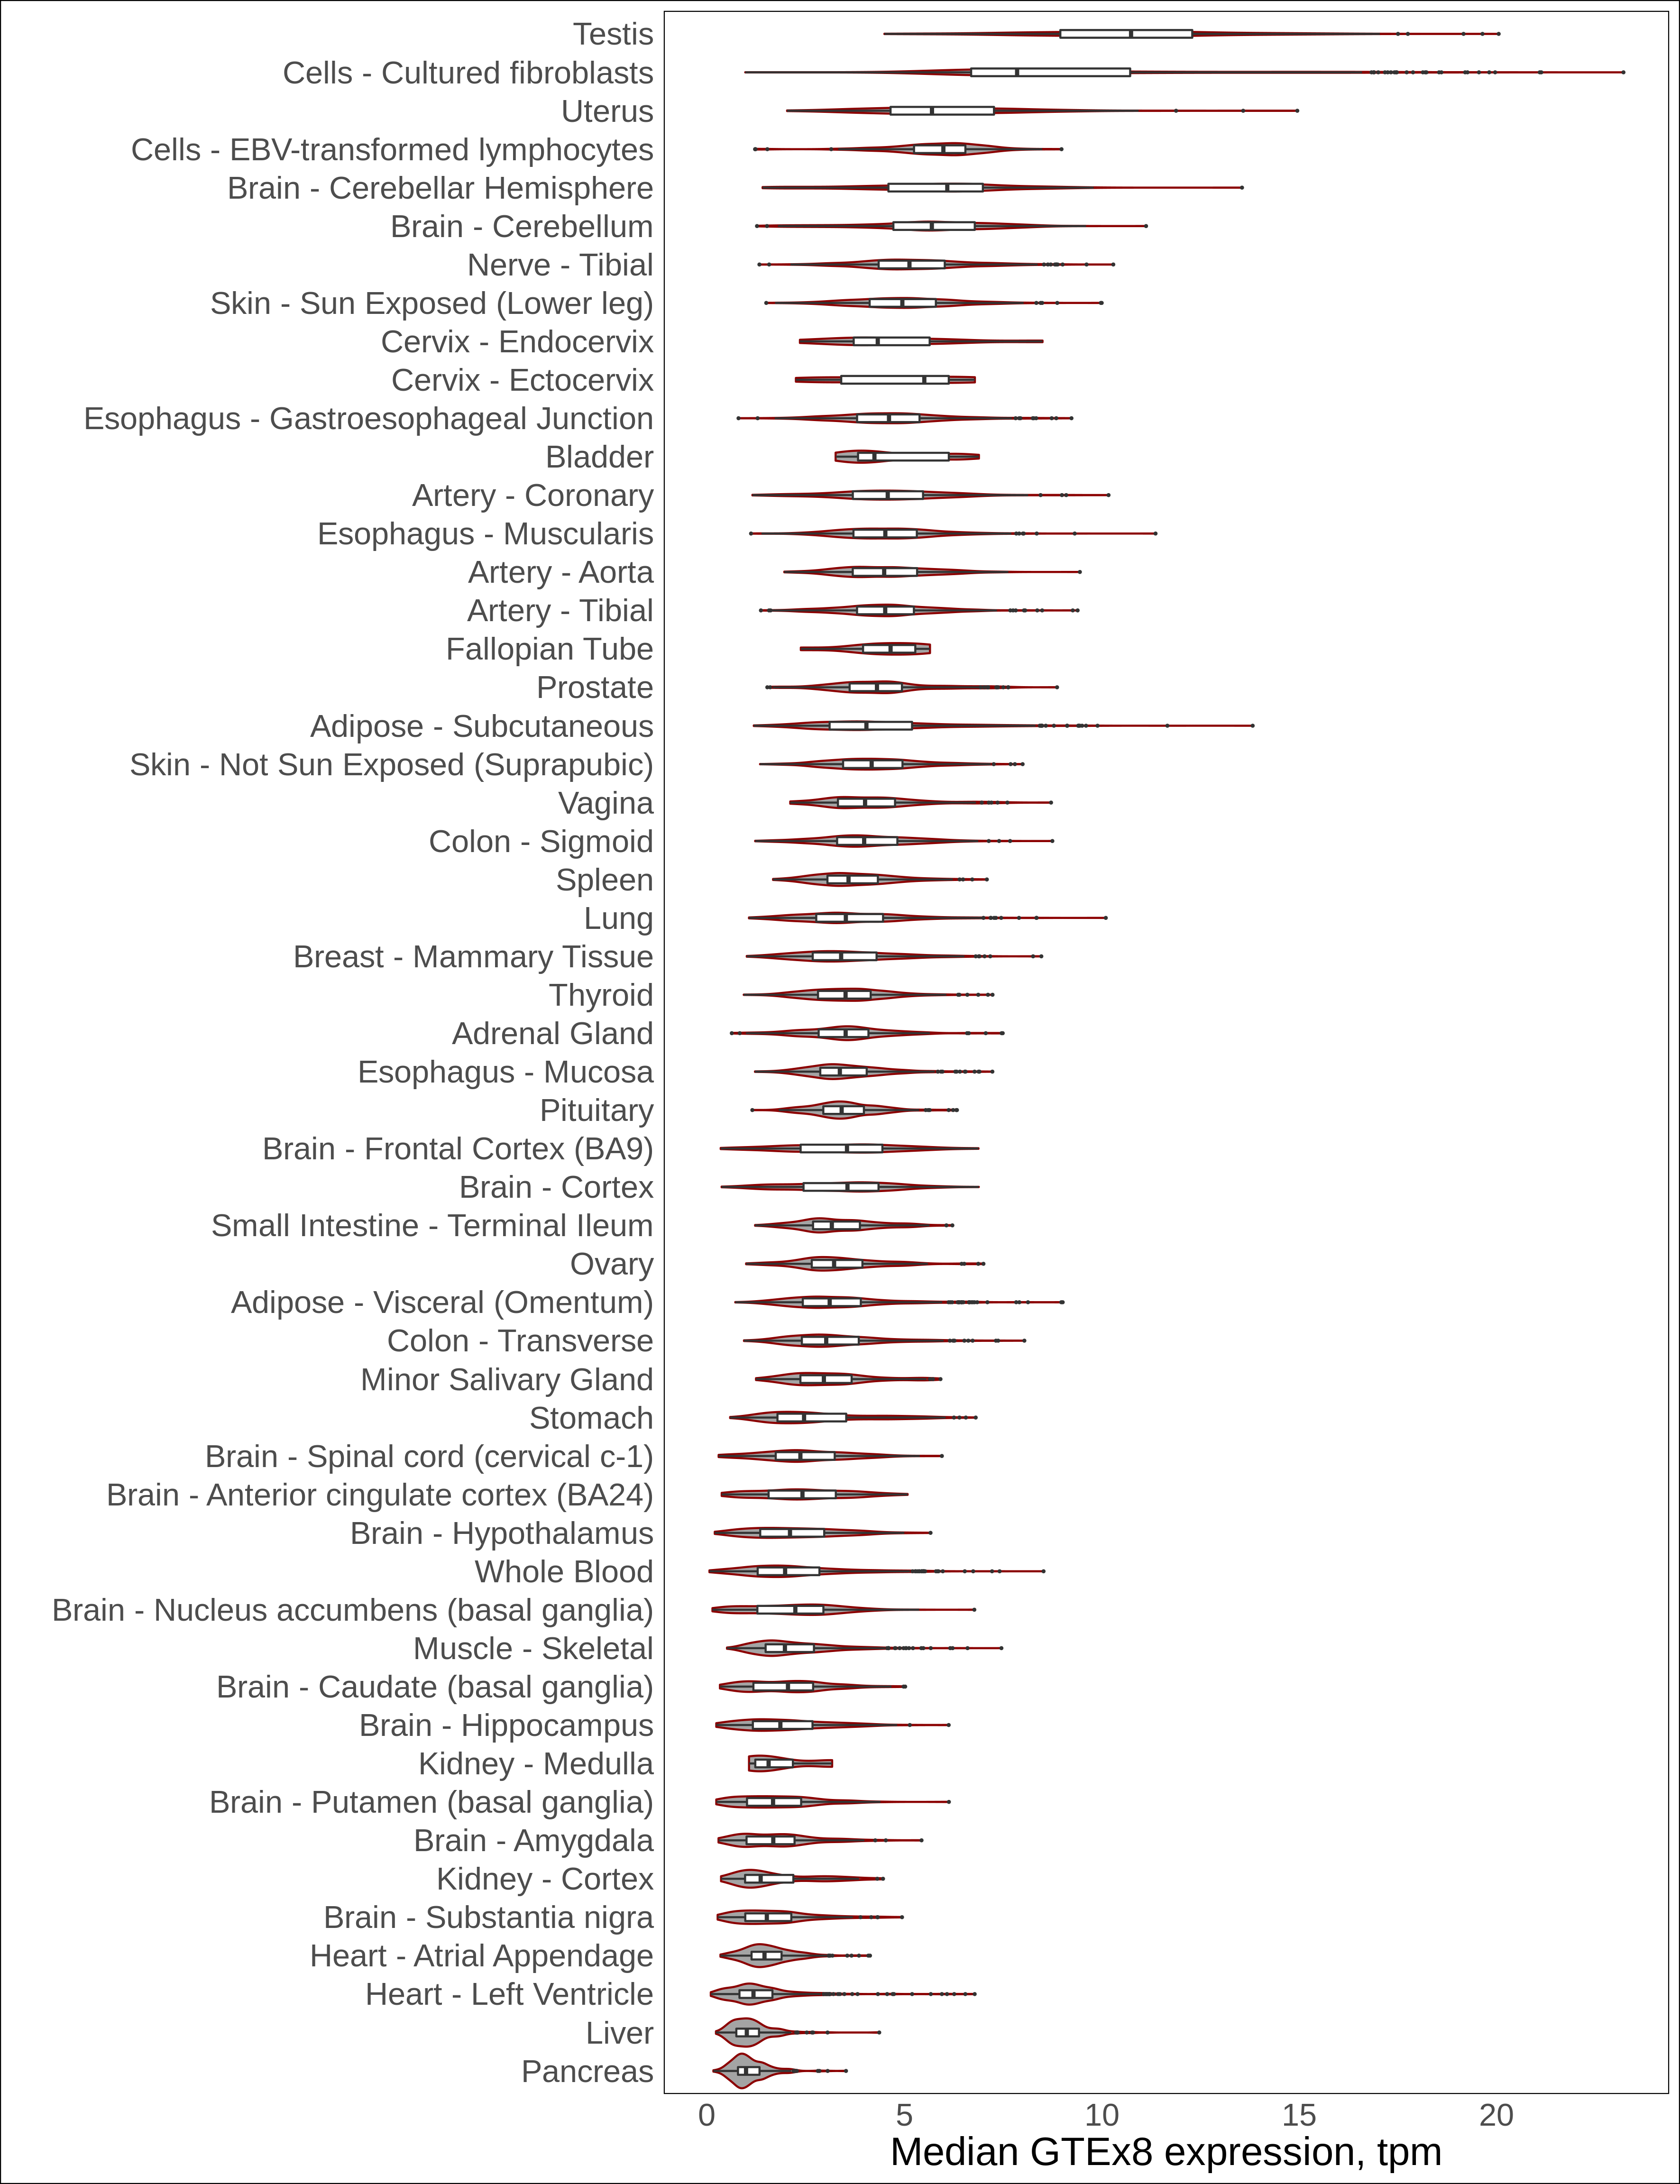 Testis
Cells - Cultured fibroblasts
Uterus
Cells - EBV-transformed lymphocytes
Brain - Cerebellar Hemisphere
Brain - Cerebellum
Nerve - Tibial
Skin - Sun Exposed (Lower leg)
Cervix - Endocervix
Cervix - Ectocervix
Esophagus - Gastroesophageal Junction
Bladder
Artery - Coronary
Esophagus - Muscularis
Artery - Aorta
Artery - Tibial
Fallopian Tube
Prostate
Adipose - Subcutaneous
Skin - Not Sun Exposed (Suprapubic)
Vagina
Colon - Sigmoid
Spleen
Lung
Breast - Mammary Tissue
Thyroid
Adrenal Gland
Esophagus - Mucosa
Pituitary
Brain - Frontal Cortex (BA9)
Brain - Cortex
Small Intestine - Terminal Ileum
Ovary
Adipose - Visceral (Omentum)
Colon - Transverse
Minor Salivary Gland
Stomach
Brain - Spinal cord (cervical c-1)
Brain - Anterior cingulate cortex (BA24)
Brain - Hypothalamus
Whole Blood
Brain - Nucleus accumbens (basal ganglia)
Muscle - Skeletal
Brain - Caudate (basal ganglia)
Brain - Hippocampus
Kidney - Medulla
Brain - Putamen (basal ganglia)
Brain - Amygdala
Kidney - Cortex
Brain - Substantia nigra
Heart - Atrial Appendage
Heart - Left Ventricle
Liver
Pancreas
0 5 10 15 20
Median GTEx8 expression, tpm